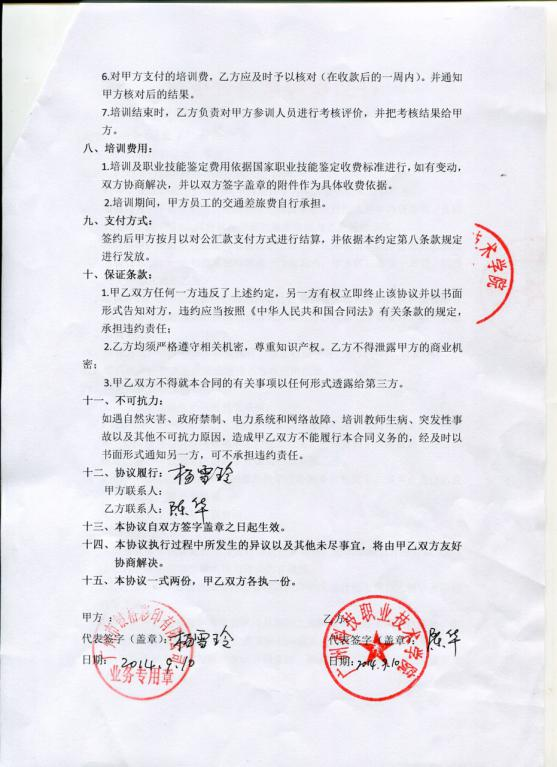 6.对甲方支付的培训费，乙方应及时予以核对（在收款后的一周内）。并通知
甲方核对后的结果。
7.培训结束时，乙方负责对甲方参训人员进行考核评价，并把考核结果给甲
方。
八、培训费用：
1.培训及职业技能鉴定费用依据国家职业技能鉴定收费标准进行，如有变动，
双方协商解决，并以双方签字盖章的附件作为具体收费依据。
2.培训期间，甲方员工的交通差旅费自行承担。
九、支付方式：
签约后甲方按月以对公汇款支付方式进行结算，并依据本约定第八条款规定
进行发放。
术学院
十、保证条款：
1.甲乙双方任何一方违反了上述约定，另一方有权立即终止该协议并以书面
形式告知对方，违约应当按照《中华人民共和国合同法》有关条款的规定，
承担违约责任；
2.乙方均须严格遵守相关机密，尊重知识产权。乙方不得泄露甲方的商业机
密；
3.甲乙双方不得就本合同的有关事项以任何形式透露给第三方。
十一、不可抗力：
如遇自然灾害、政府禁制、电力系统和网络故障、培训教师生病、突发性事
故以及其他不可抗力原因，造成甲乙双方不能履行本合同义务的，经及时以
书面形式通知另一方，可不承担违约责任。
十二、协议履行：
甲方联系人：杨雪玲
乙方联系人：陈华
十三、本协议自双方签字盖章之日起生效。
十四、本协议执行过程中所发生的异议以及其他未尽事宜，将由甲乙双方友好
协商解决。
十五、本协议一式两份，甲乙双方各执一份。
甲方：
代表签字（盖章）：杨雪玲
日期：2014.9.10
业务专用章
乙方：
代表签字（盖章）：陈华
日期：2014.9.10
广州科技职业技术学院